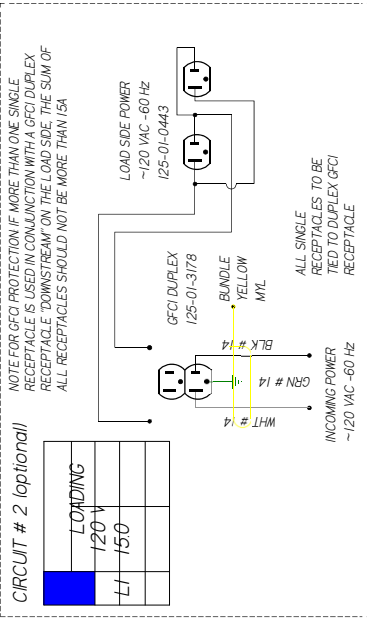 CIRCUIT # 2 (optional)
NOTE FOR GFCI PROTECTION IF MORE THAN ONE SINGLE
RECEPTACLE IS USED IN CONJUNCTION WITH A GFCI DUPLEX
RECEPTACLE "DOWNSTREAM" ON THE LOAD SIDE, THE SUM OF
ALL RECEPTACLES SHOULD NOT BE MORE THAN 15A
LOADING
120 V
L1 15.0
LOAD SIDE POWER
~120 VAC -60 Hz
125-01-0443
GFCI DUPLEX
125-01-3178
BUNDLE
YELLOW
MYL
WHT # 14
GRN # 14
BLK # 14
INCOMING POWER
~120 VAC -60 Hz
ALL SINGLE
RECEPTACLES TO BE
TIED TO DUPLEX GFCI
RECEPTACLE